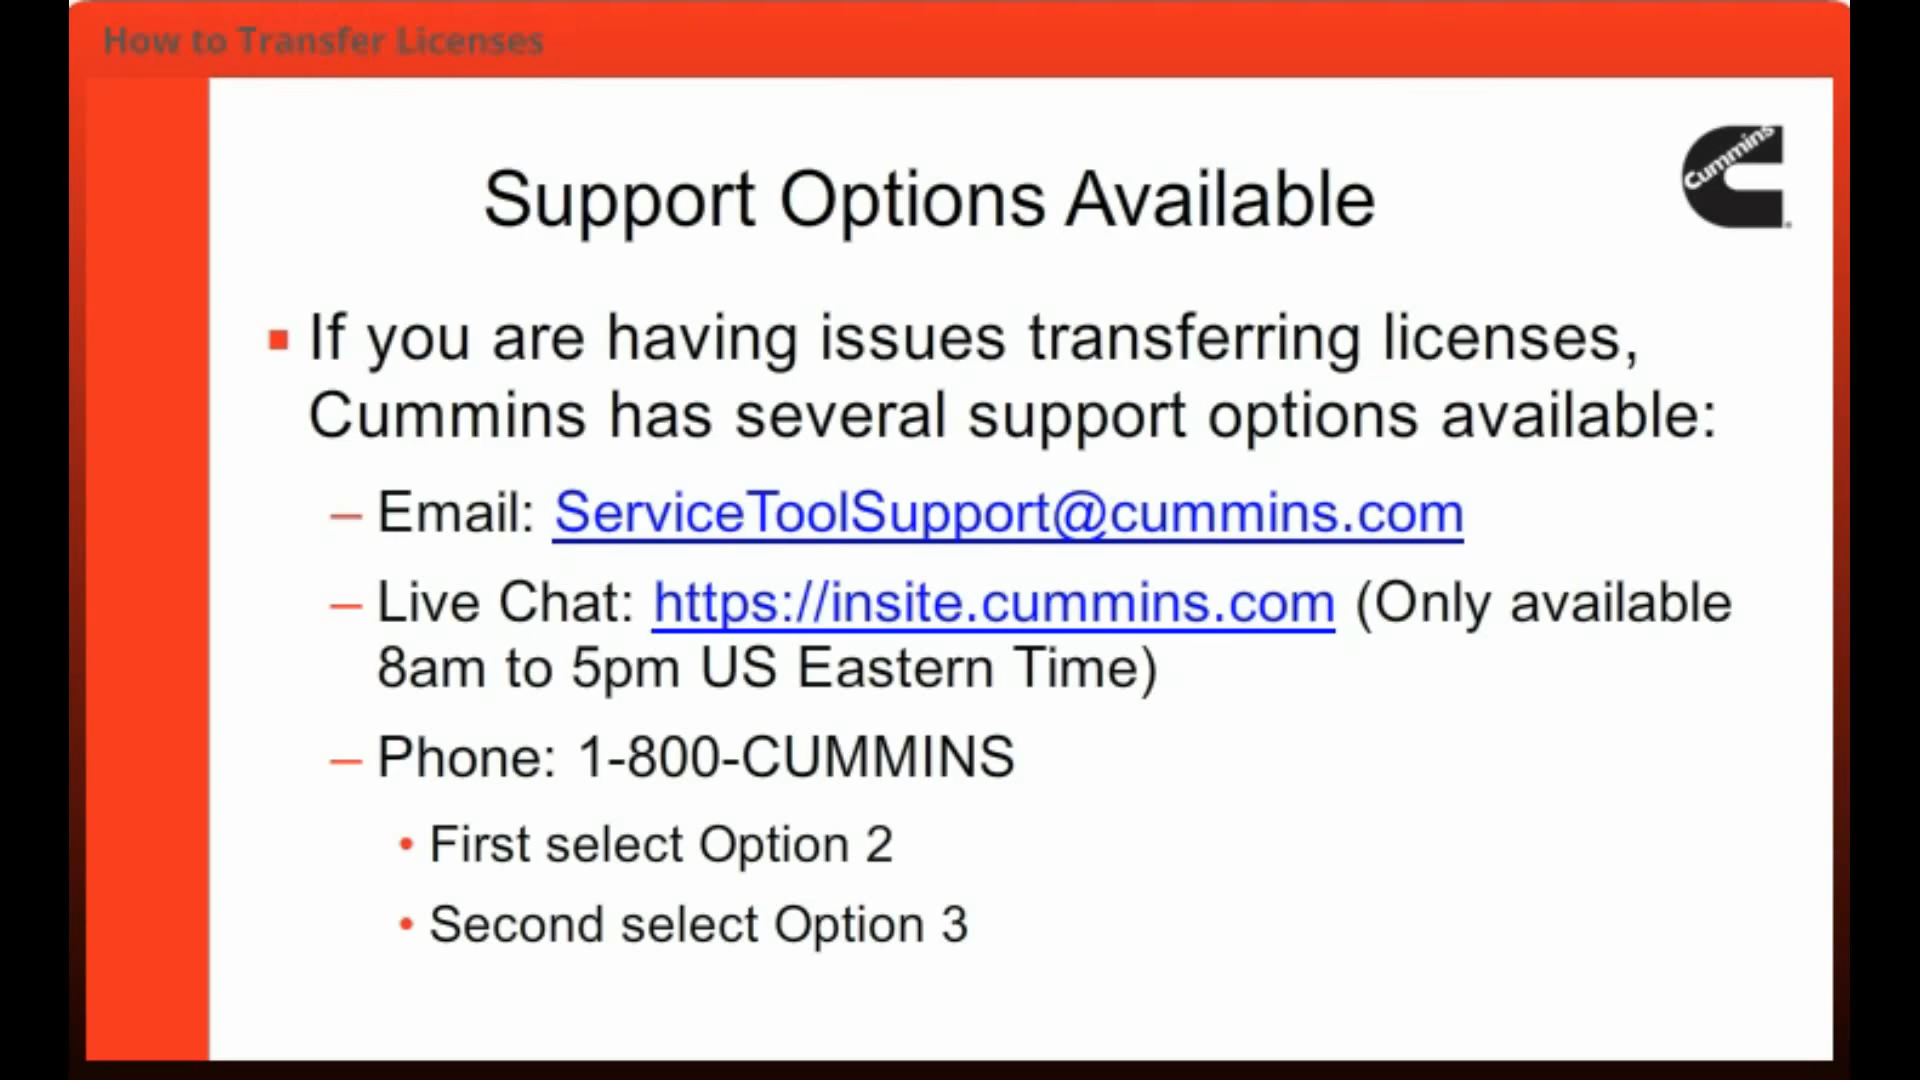 How to Transfer Licenses
Cummins
Support Options Available
If you are having issues transferring licenses,
Cummins has several support options available:
– Email: ServiceToolSupport@cummins.com
– Live Chat: https://insite.cummins.com (Only available
8am to 5pm US Eastern Time)
– Phone: 1-800-CUMMINS
• First select Option 2
• Second select Option 3